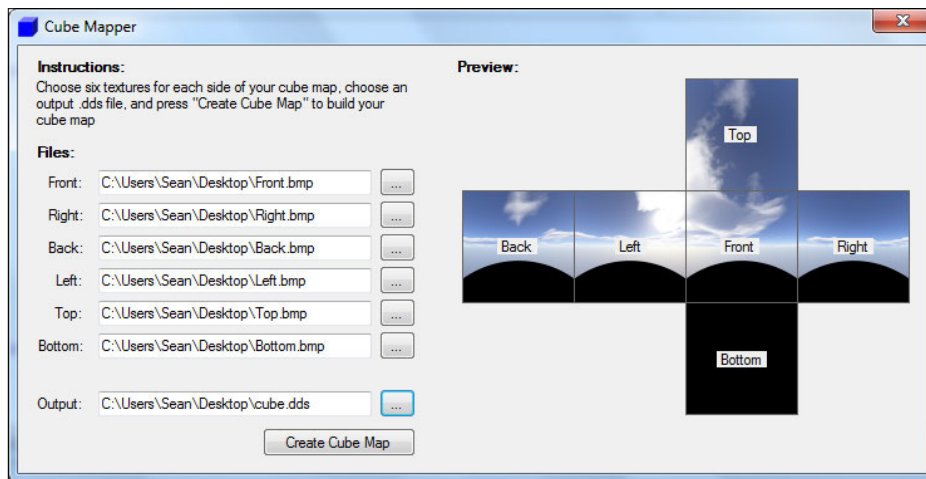 Cube Mapper
x
Instructions:
Choose six textures for each side of your cube map, choose an
output .dds file, and press "Create Cube Map" to build your
cube map
Files:
Front: C:\Users\Sean\Desktop\Front.bmp ...
Right: C:\Users\Sean\Desktop\Right.bmp ...
Back: C:\Users\Sean\Desktop\Back.bmp ...
Left: C:\Users\Sean\Desktop\Left.bmp ...
Top: C:\Users\Sean\Desktop\Top.bmp ...
Bottom: C:\Users\Sean\Desktop\Bottom.bmp ...
Output: C:\Users\Sean\Desktop\cube.dds ...
Create Cube Map
Preview:
Top
Back Left Front Right
Bottom